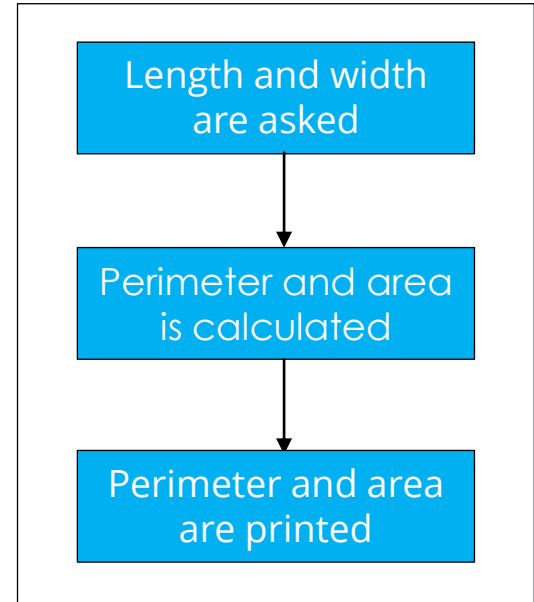 Length and width
are asked
Perimeter and area
is calculated
Perimeter and area
are printed